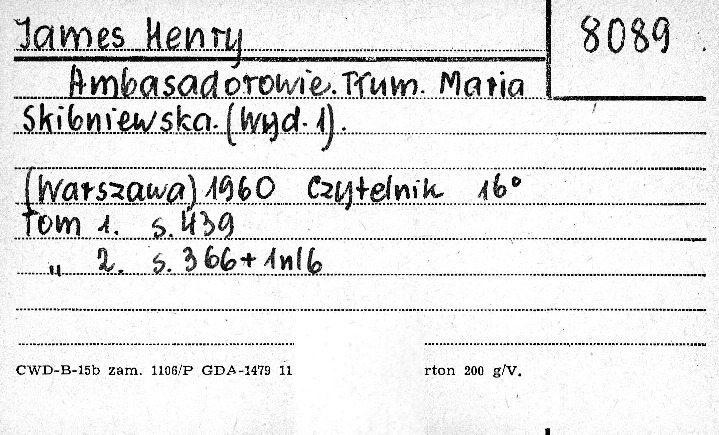 James Henry 8089
Ambasadorowie. Tłum. Maria
Skibniewska. (Wyd. 1).
(Warszawa) 1960 Czytelnik 16°
tom 1. s. 439
„ 2. s. 366 + 1nlb
CWD-B-15b zam. 1106/P GDA-1479 11 rton 200 g/V.